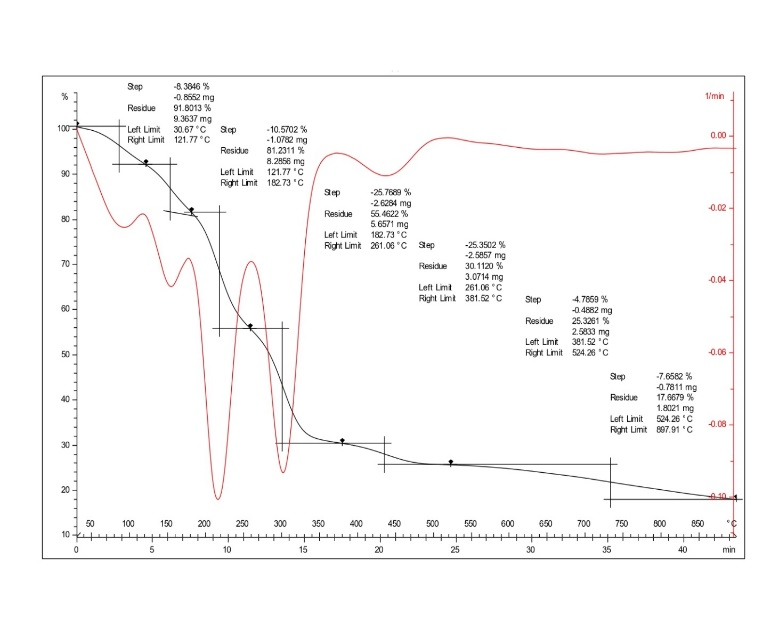 Step -8.3846 %
-0.8552 mg
Residue 91.8013 %
9.3637 mg
Left Limit 30.67 °C
Right Limit 121.77 °C
Step -10.5702 %
-1.0782 mg
Residue 81.2311 %
8.2856 mg
Left Limit 121.77 °C
Right Limit 182.73 °C
Step -25.7689 %
-2.6284 mg
Residue 55.4622 %
5.6571 mg
Left Limit 182.73 °C
Right Limit 261.06 °C
Step -25.3502 %
-2.5857 mg
Residue 30.1120 %
3.0714 mg
Left Limit 261.06 °C
Right Limit 381.52 °C
Step -4.7859 %
-0.4882 mg
Residue 25.3261 %
2.5833 mg
Left Limit 381.52 °C
Right Limit 524.26 °C
Step -7.6582 %
-0.7811 mg
Residue 17.6679 %
1.8021 mg
Left Limit 524.26 °C
Right Limit 897.91 °C
%
100
90
80
70
60
50
40
30
20
10
1/min
0.00
-0.02
-0.04
-0.06
-0.08
-0.10
50 100 150 200 250 300 350 400 450 500 550 600 650 700 750 800 850 °C
0 5 10 15 20 25 30 35 40 min